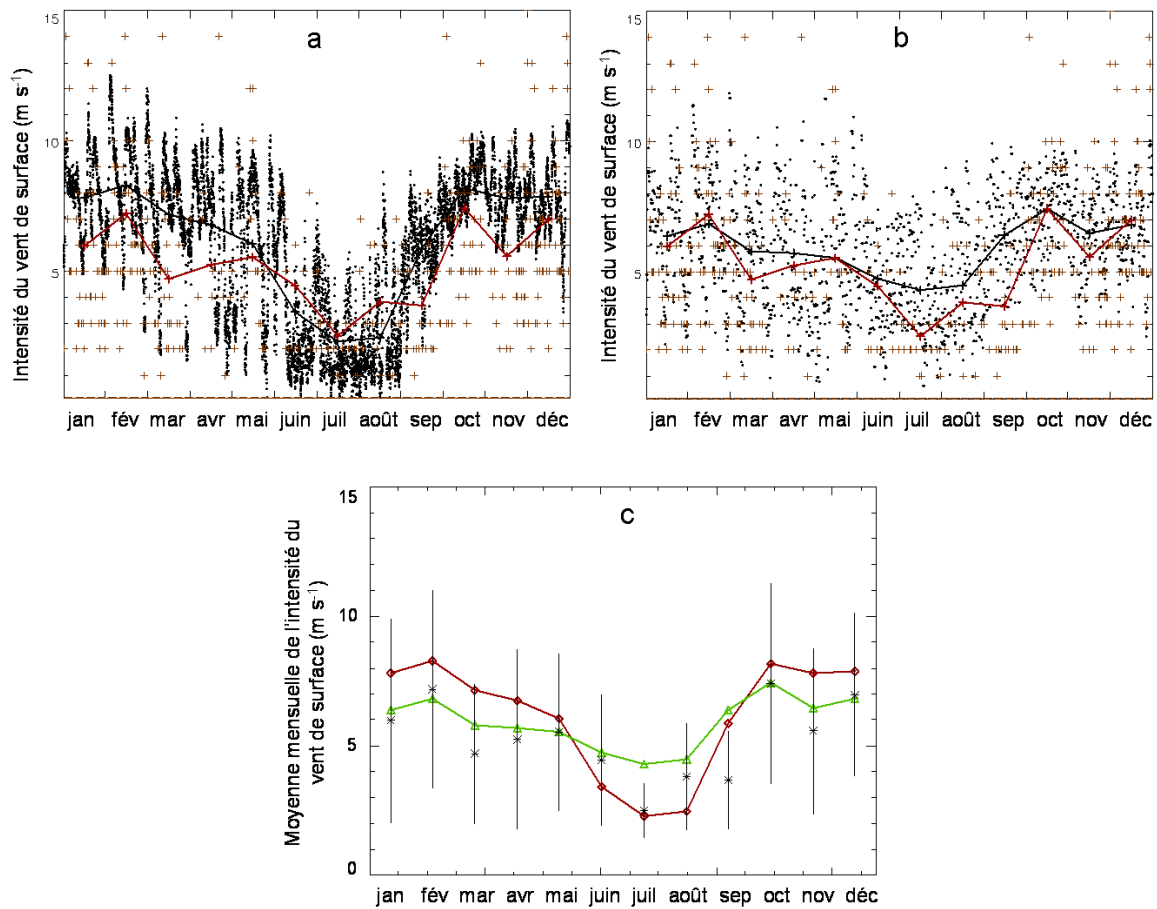 a
Intensité du vent de surface (m s⁻¹)
15
10
5
jan fév mar avr mai juin juil août sep oct nov déc
b
Intensité du vent de surface (m s⁻¹)
15
10
5
jan fév mar avr mai juin juil août sep oct nov déc
c
Moyenne mensuelle de l'intensité du
vent de surface (m s⁻¹)
15
10
5
0
jan fév mar avr mai juin juil août sep oct nov déc